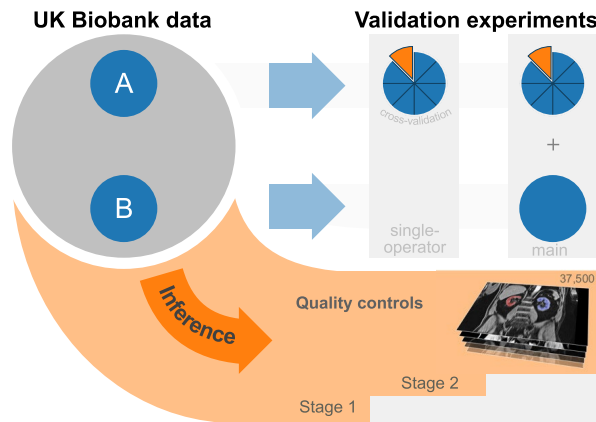 UK Biobank data
Validation experiments
A
cross-validation
+
B
single-
operator
main
37,500
Inference
Quality controls
Stage 2
Stage 1